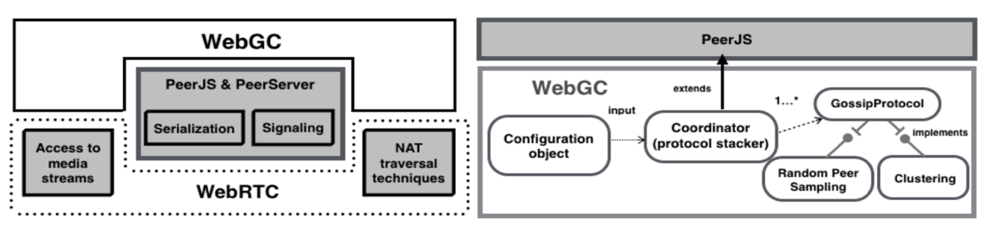 WebGC
PeerJS & PeerServer
Serialization
Signaling
Access to
media
streams
NAT
traversal
techniques
WebRTC
PeerJS
WebGC
extends
1...*
GossipProtocol
input
implements
Configuration
object
Coordinator
(protocol stacker)
Random Peer
Sampling
Clustering